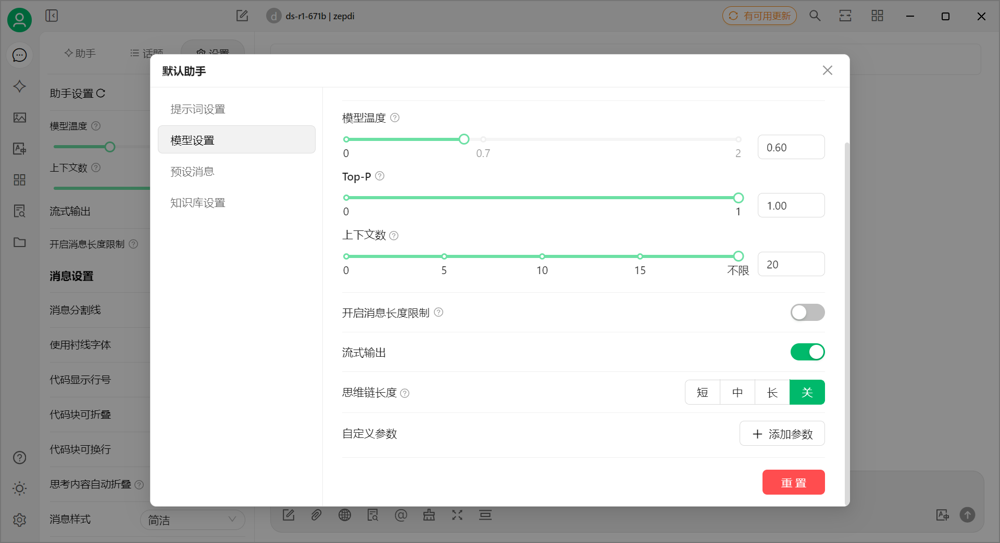 d ds-r1-671b | zepdi
有可用更新
助手
话题
设置
助手设置
模型温度
上下文数
流式输出
开启消息长度限制
消息设置
消息分割线
使用衬线字体
代码显示行号
代码块可折叠
代码块可换行
思考内容自动折叠
消息样式
简洁
默认助手
提示词设置
模型设置
预设消息
知识库设置
模型温度
0 0.7 2
0.60
Top-P
0 1
1.00
上下文数
0 5 10 15 不限
20
开启消息长度限制
流式输出
思维链长度
短 中 长 关
自定义参数
添加参数
重置